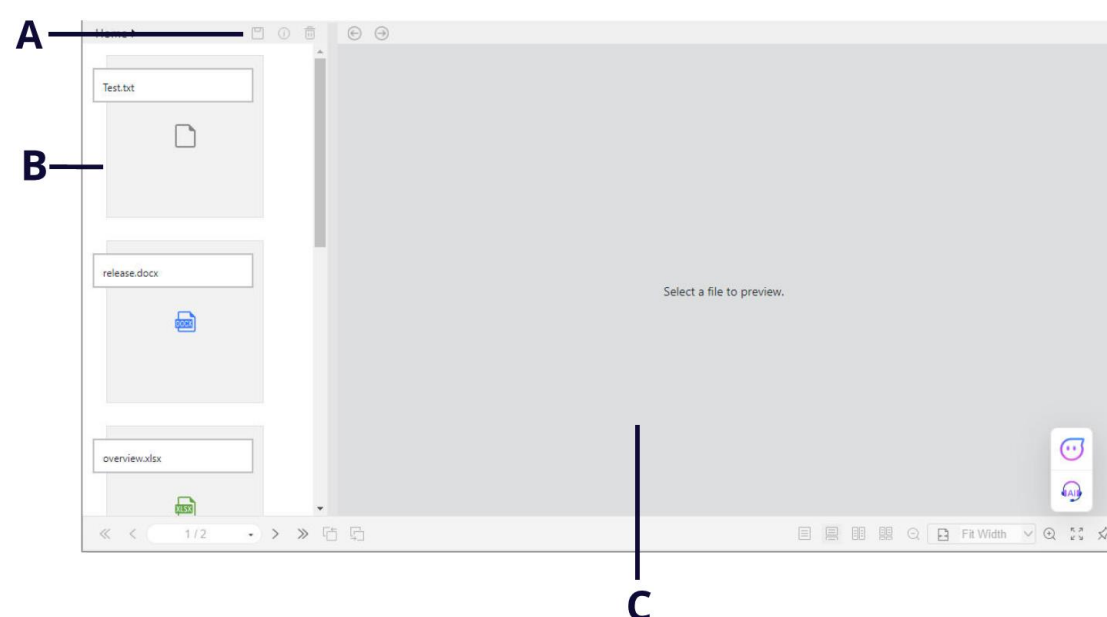 A
Home
Test.txt
B
release.docx
DOCX
Select a file to preview.
overview.xlsx
XLSX
AI
1 / 2
Fit Width
C